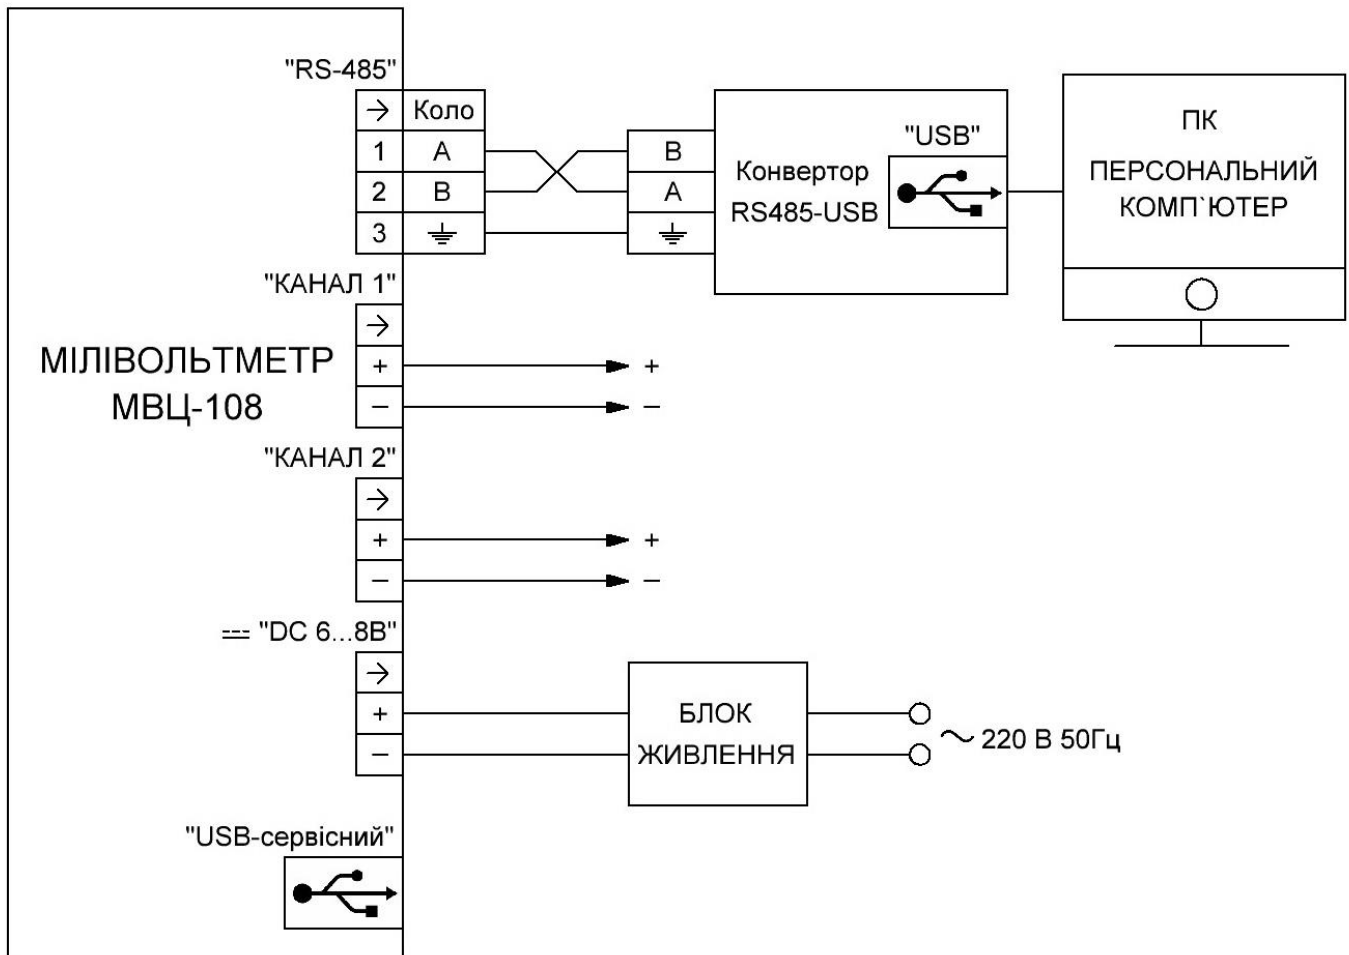 "RS-485"
→ Коло
1 A B
2 B A
3
Конвертор
RS485-USB
"USB"
ПК
ПЕРСОНАЛЬНИЙ
КОМП`ЮТЕР
"КАНАЛ 1"
→
+ +
– –
МІЛІВОЛЬТМЕТР
МВЦ-108
"КАНАЛ 2"
→
+ +
– –
⎓ "DC 6...8В"
→
+
–
БЛОК
ЖИВЛЕННЯ
~ 220 В 50Гц
"USB-сервісний"